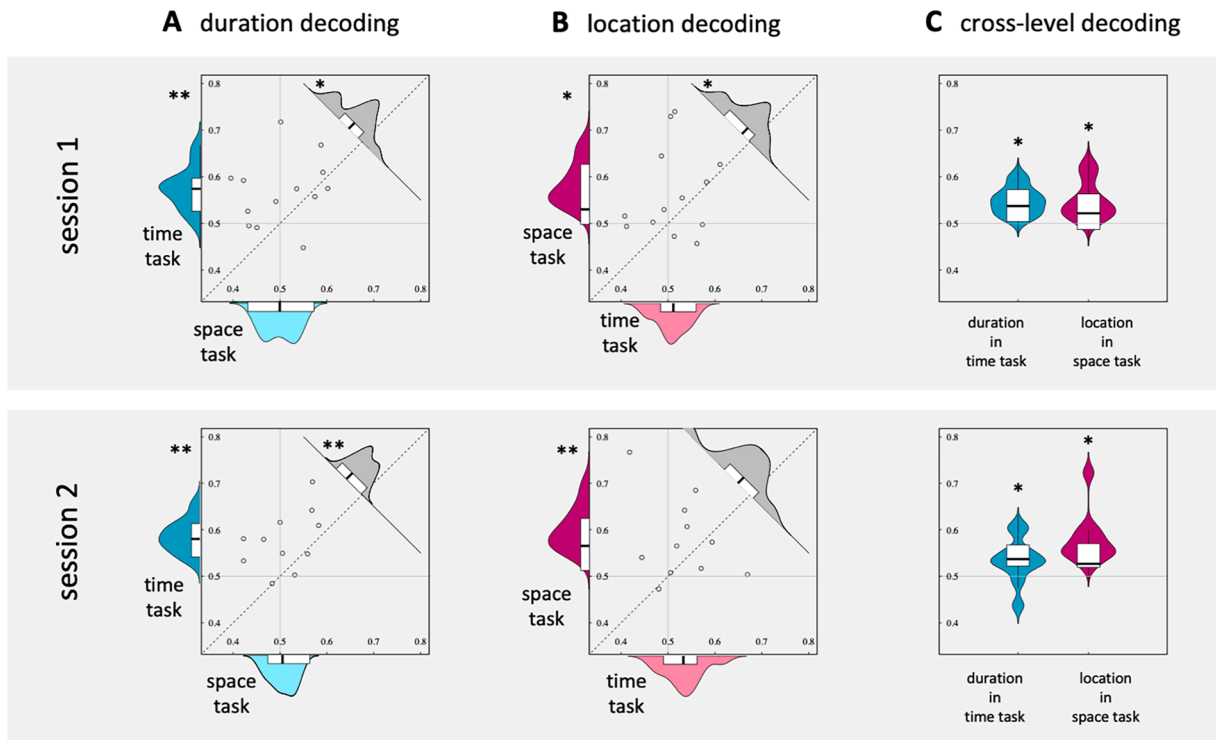 A duration decoding
B location decoding
C cross-level decoding
session 1
**
*
0.8
0.7
0.6
0.5
0.4
0.4 0.5 0.6 0.7 0.8
time
task
space
task
*
*
0.8
0.7
0.6
0.5
0.4
0.4 0.5 0.6 0.7 0.8
space
task
time
task
0.8
0.7
0.6
0.5
0.4
*
*
duration
in
time task
location
in
space task
session 2
**
**
0.8
0.7
0.6
0.5
0.4
0.4 0.5 0.6 0.7 0.8
time
task
space
task
**
0.8
0.7
0.6
0.5
0.4
0.4 0.5 0.6 0.7 0.8
space
task
time
task
0.8
0.7
0.6
0.5
0.4
*
*
duration
in
time task
location
in
space task